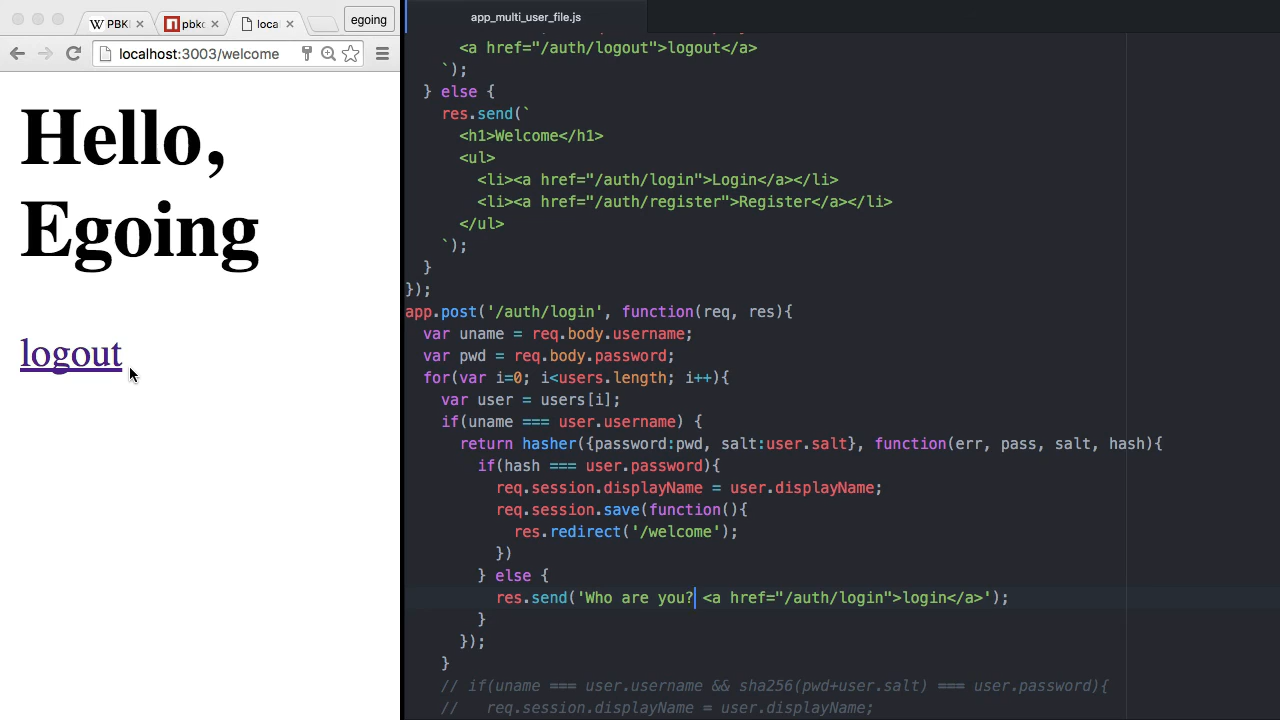 PBK
pbkc
loca
egoing
localhost:3003/welcome
Hello,
Egoing
logout
app_multi_user_file.js
<a href="/auth/logout">logout</a>
`);
} else {
res.send(`
<h1>Welcome</h1>
<ul>
<li><a href="/auth/login">Login</a></li>
<li><a href="/auth/register">Register</a></li>
</ul>
`);
}
});
app.post('/auth/login', function(req, res){
var uname = req.body.username;
var pwd = req.body.password;
for(var i=0; i<users.length; i++){
var user = users[i];
if(uname === user.username) {
return hasher({password:pwd, salt:user.salt}, function(err, pass, salt, hash){
if(hash === user.password){
req.session.displayName = user.displayName;
req.session.save(function(){
res.redirect('/welcome');
})
} else {
res.send('Who are you? <a href="/auth/login">login</a>');
}
});
}
// if(uname === user.username && sha256(pwd+user.salt) === user.password){
//   req.session.displayName = user.displayName;